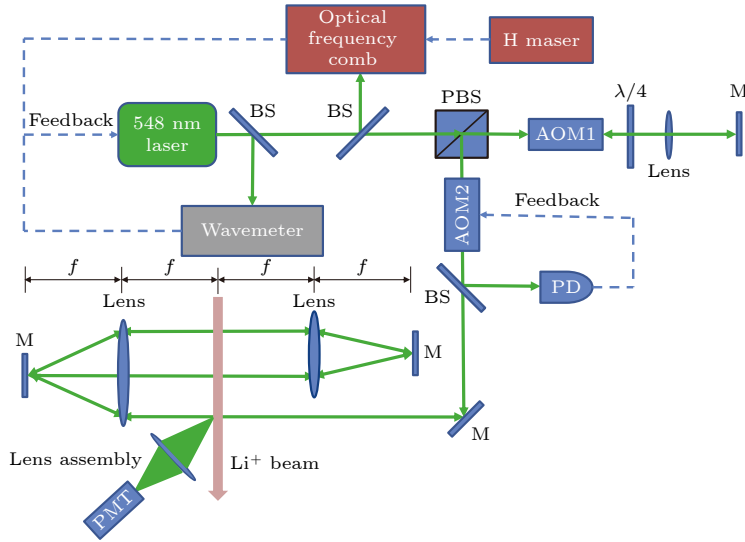 Optical
frequency
comb
H maser
PBS
λ/4
M
BS
BS
Feedback
548 nm
laser
AOM1
Lens
AOM2
Feedback
Wavemeter
f
f
f
f
Lens
Lens
BS
PD
M
M
M
Lens assembly
Li⁺ beam
PMT